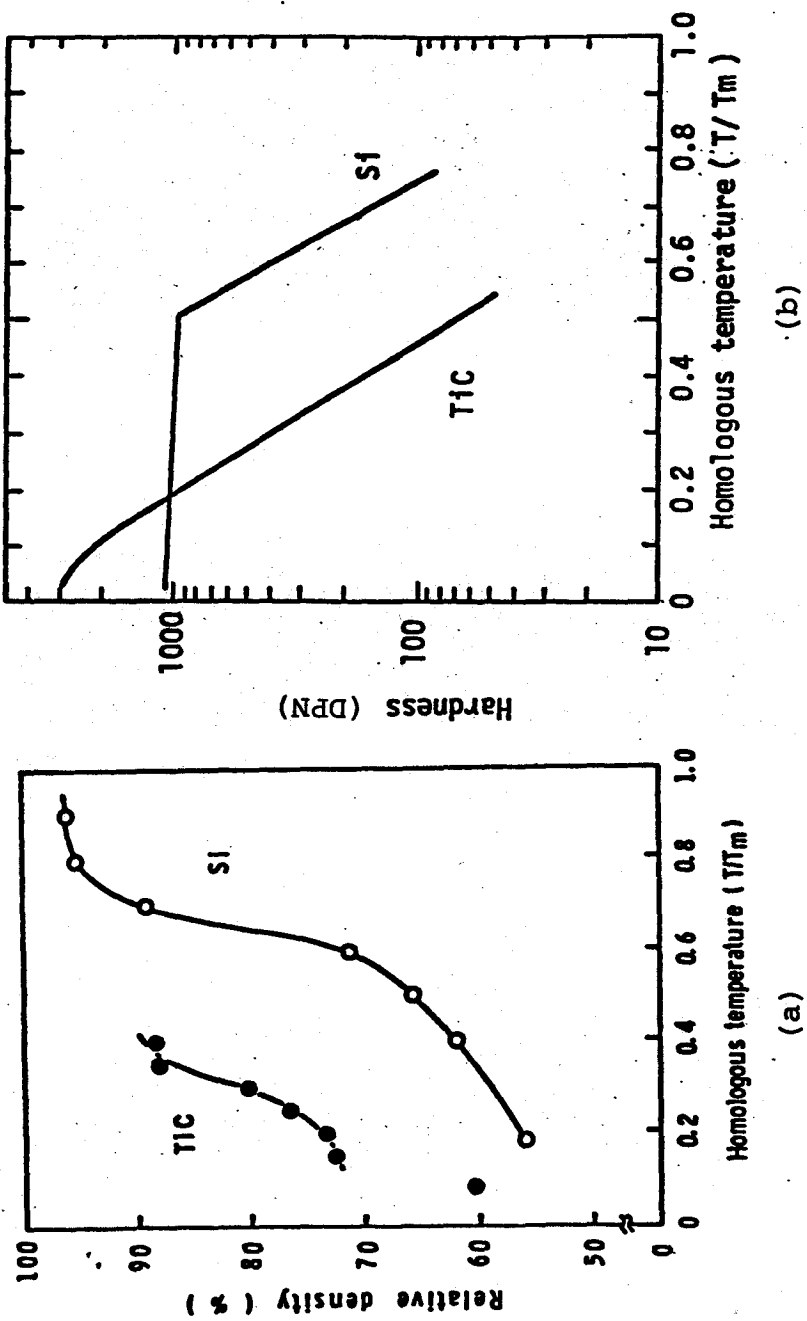 Relative density ( % )
100
90
80
70
60
50
0
TiC
Si
0
0.2
0.4
0.6
0.8
1.0
Homologous temperature ( T/Tm )
(a)
Hardness (DPN)
1000
100
10
Si
TiC
0
0.2
0.4
0.6
0.8
1.0
Homologous temperature ( T/ Tm )
(b)